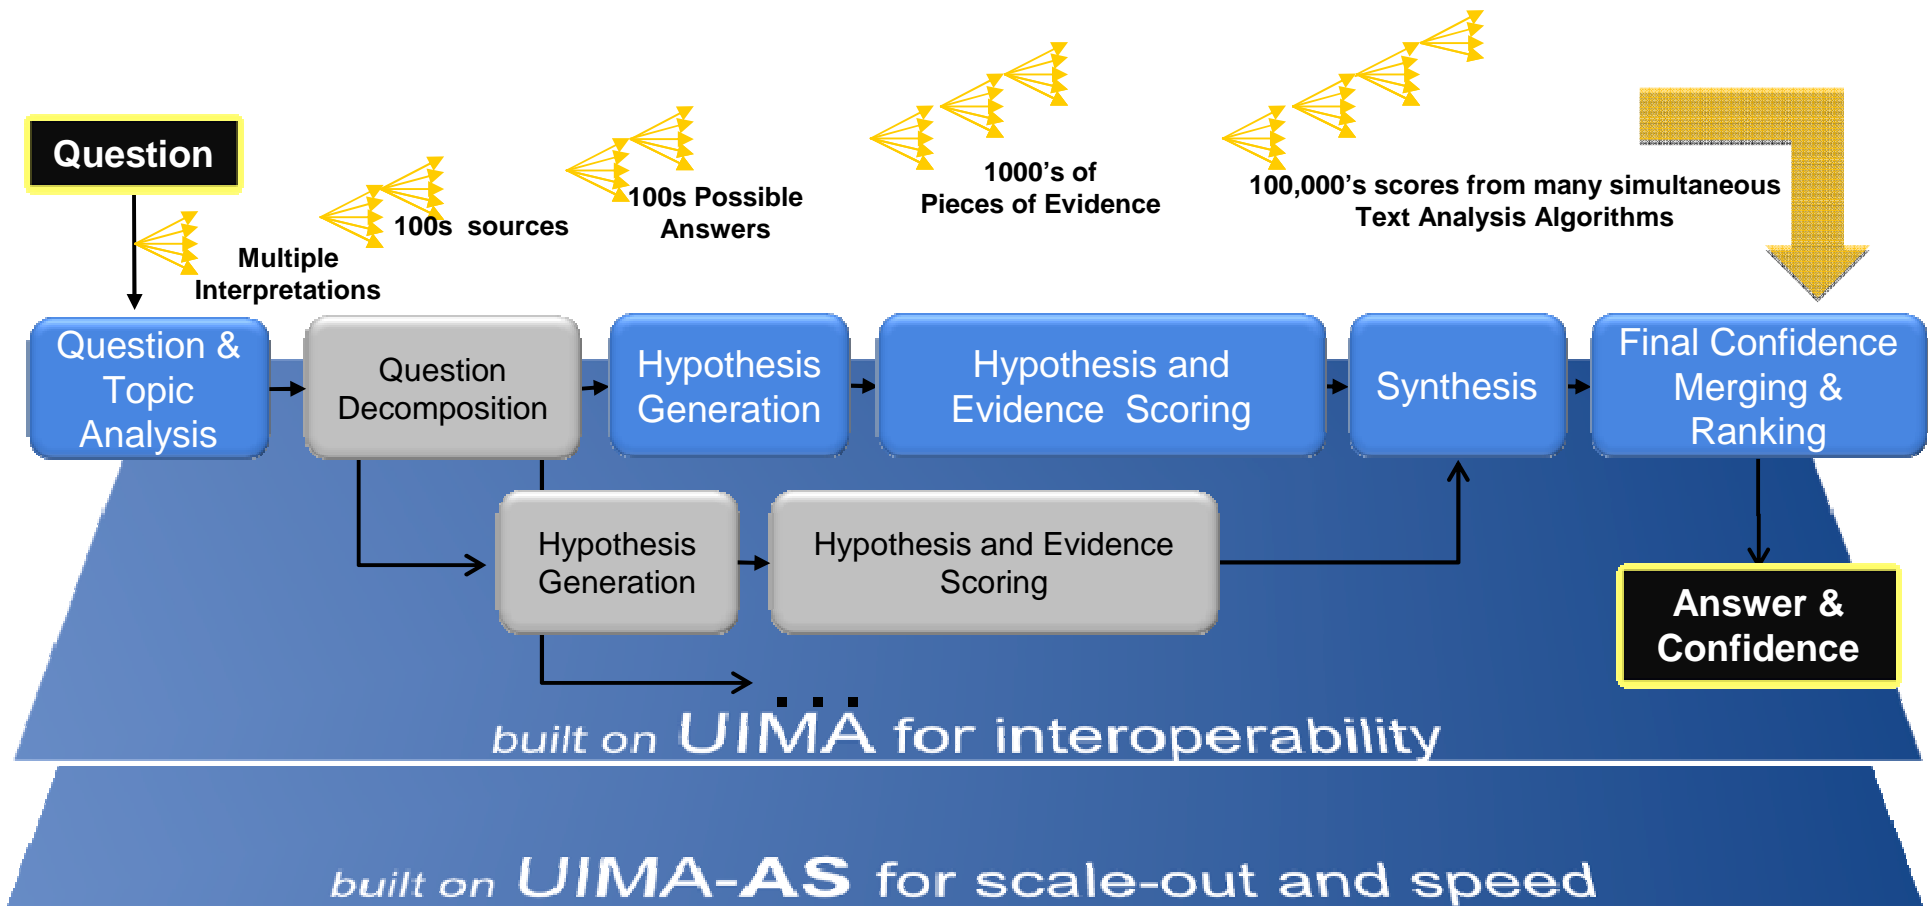 Question
Multiple
Interpretations
100s  sources
100s Possible
Answers
1000's of
Pieces of Evidence
100,000's scores from many simultaneous
Text Analysis Algorithms
Question &
Topic
Analysis
Question
Decomposition
Hypothesis
Generation
Hypothesis and
Evidence  Scoring
Synthesis
Final Confidence
Merging &
Ranking
Hypothesis
Generation
Hypothesis and Evidence
Scoring
Answer &
Confidence
. . .
built on UIMA for interoperability
built on UIMA-AS for scale-out and speed